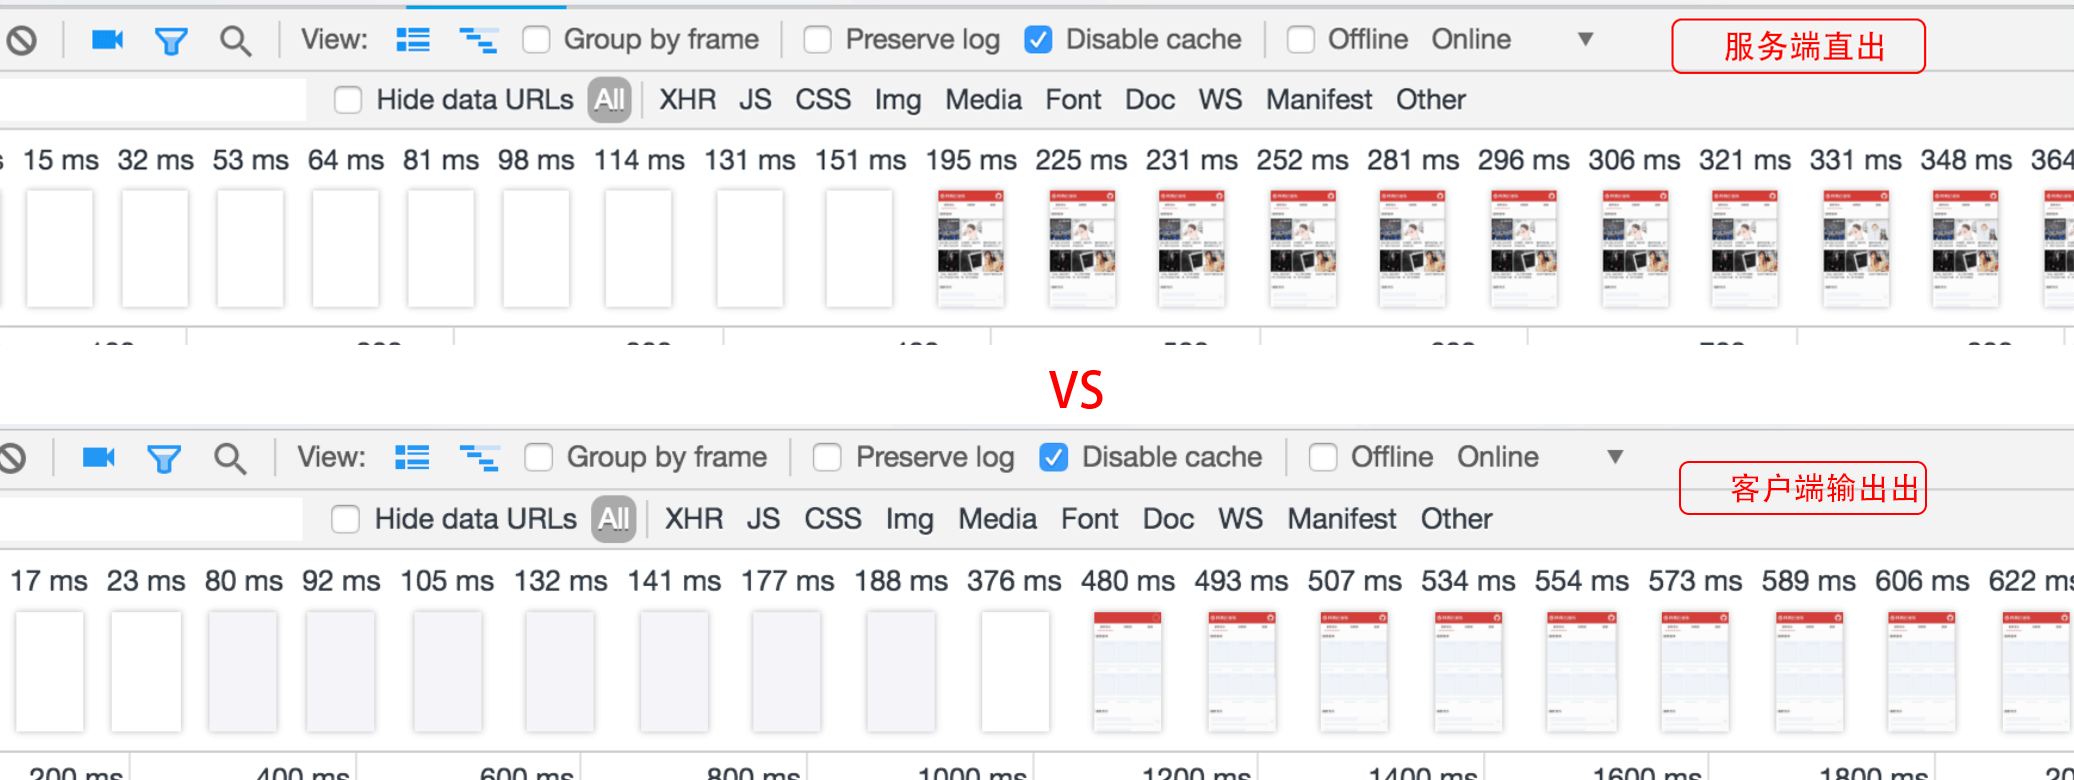 View: Group by frame Preserve log Disable cache Offline Online 服务端直出
Hide data URLs All XHR JS CSS Img Media Font Doc WS Manifest Other
15 ms 32 ms 53 ms 64 ms 81 ms 98 ms 114 ms 131 ms 151 ms 195 ms 225 ms 231 ms 252 ms 281 ms 296 ms 306 ms 321 ms 331 ms 348 ms 364
VS
View: Group by frame Preserve log Disable cache Offline Online 客户端输出出
Hide data URLs All XHR JS CSS Img Media Font Doc WS Manifest Other
17 ms 23 ms 80 ms 92 ms 105 ms 132 ms 141 ms 177 ms 188 ms 376 ms 480 ms 493 ms 507 ms 534 ms 554 ms 573 ms 589 ms 606 ms 622 ms
200 ms 400 ms 600 ms 800 ms 1000 ms 1200 ms 1400 ms 1600 ms 1800 ms 20